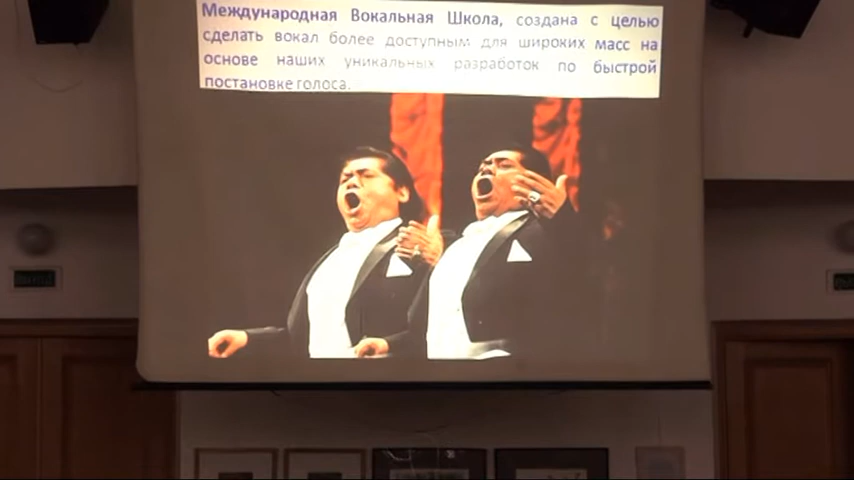 Международная Вокальная Школа, создана с целью
сделать вокал более доступным для широких масс на
основе наших уникальных разработок по быстрой
постановке голоса.